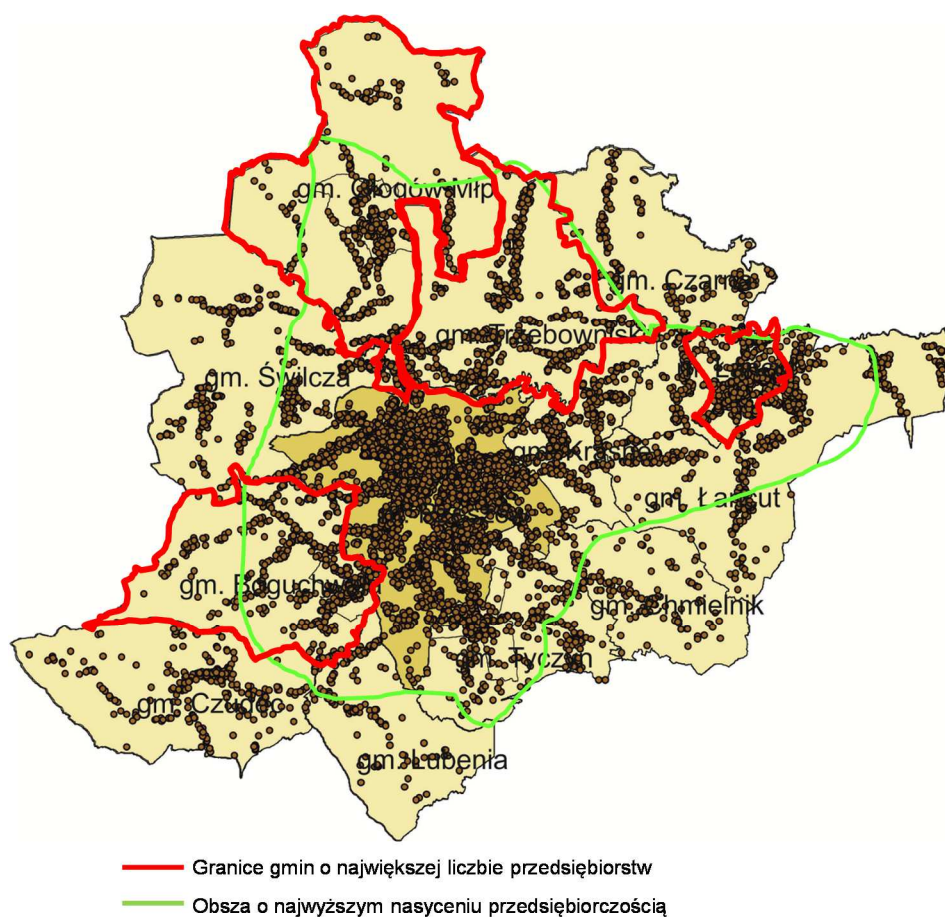 gm. Głogów Młp
gm. Czarna
gm. Trzebownisko
gm. Świlcza
gm. Krasne
gm. Łańcut
gm. Boguchwała
gm. Chmielnik
gm. Tyczyn
gm. Czudec
gm. Lubenia
Granice gmin o największej liczbie przedsiębiorstw
Obsza o najwyższym nasyceniu przedsiębiorczością